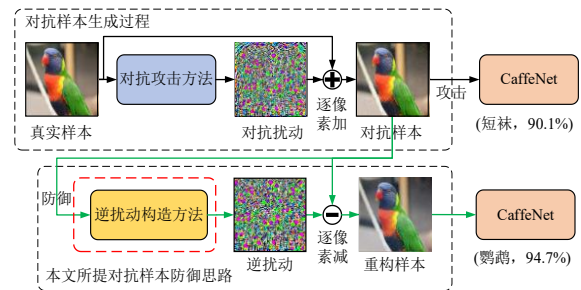 对抗样本生成过程
真实样本
对抗攻击方法
对抗扰动
逐像
素加
对抗样本
攻击
CaffeNet
(短袜，90.1%)
防御
逆扰动构造方法
逆扰动
逐像
素减
重构样本
CaffeNet
(鹦鹉，94.7%)
本文所提对抗样本防御思路